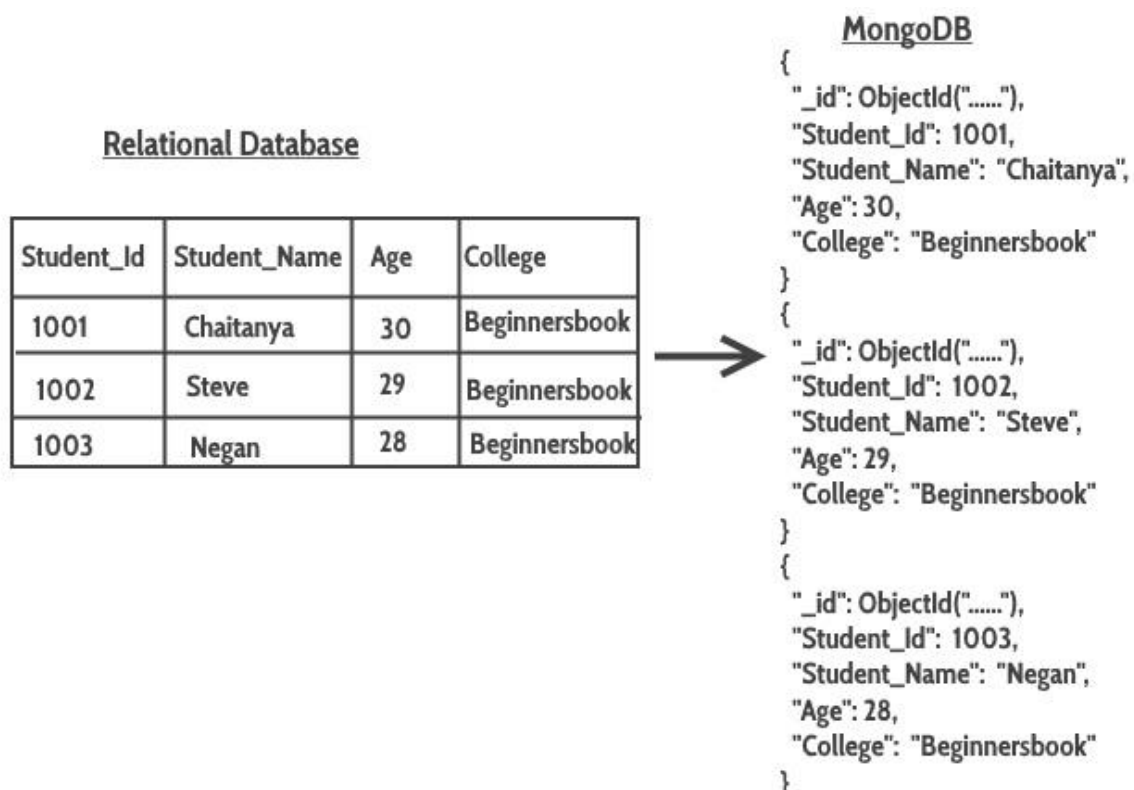 Relational Database
Student_Id Student_Name Age College
1001 Chaitanya 30 Beginnersbook
1002 Steve 29 Beginnersbook
1003 Negan 28 Beginnersbook
MongoDB
{
"_id": ObjectId("......"),
"Student_Id": 1001,
"Student_Name": "Chaitanya",
"Age": 30,
"College": "Beginnersbook"
}
{
"_id": ObjectId("......"),
"Student_Id": 1002,
"Student_Name": "Steve",
"Age": 29,
"College": "Beginnersbook"
}
{
"_id": ObjectId("......"),
"Student_Id": 1003,
"Student_Name": "Negan",
"Age": 28,
"College": "Beginnersbook"
}